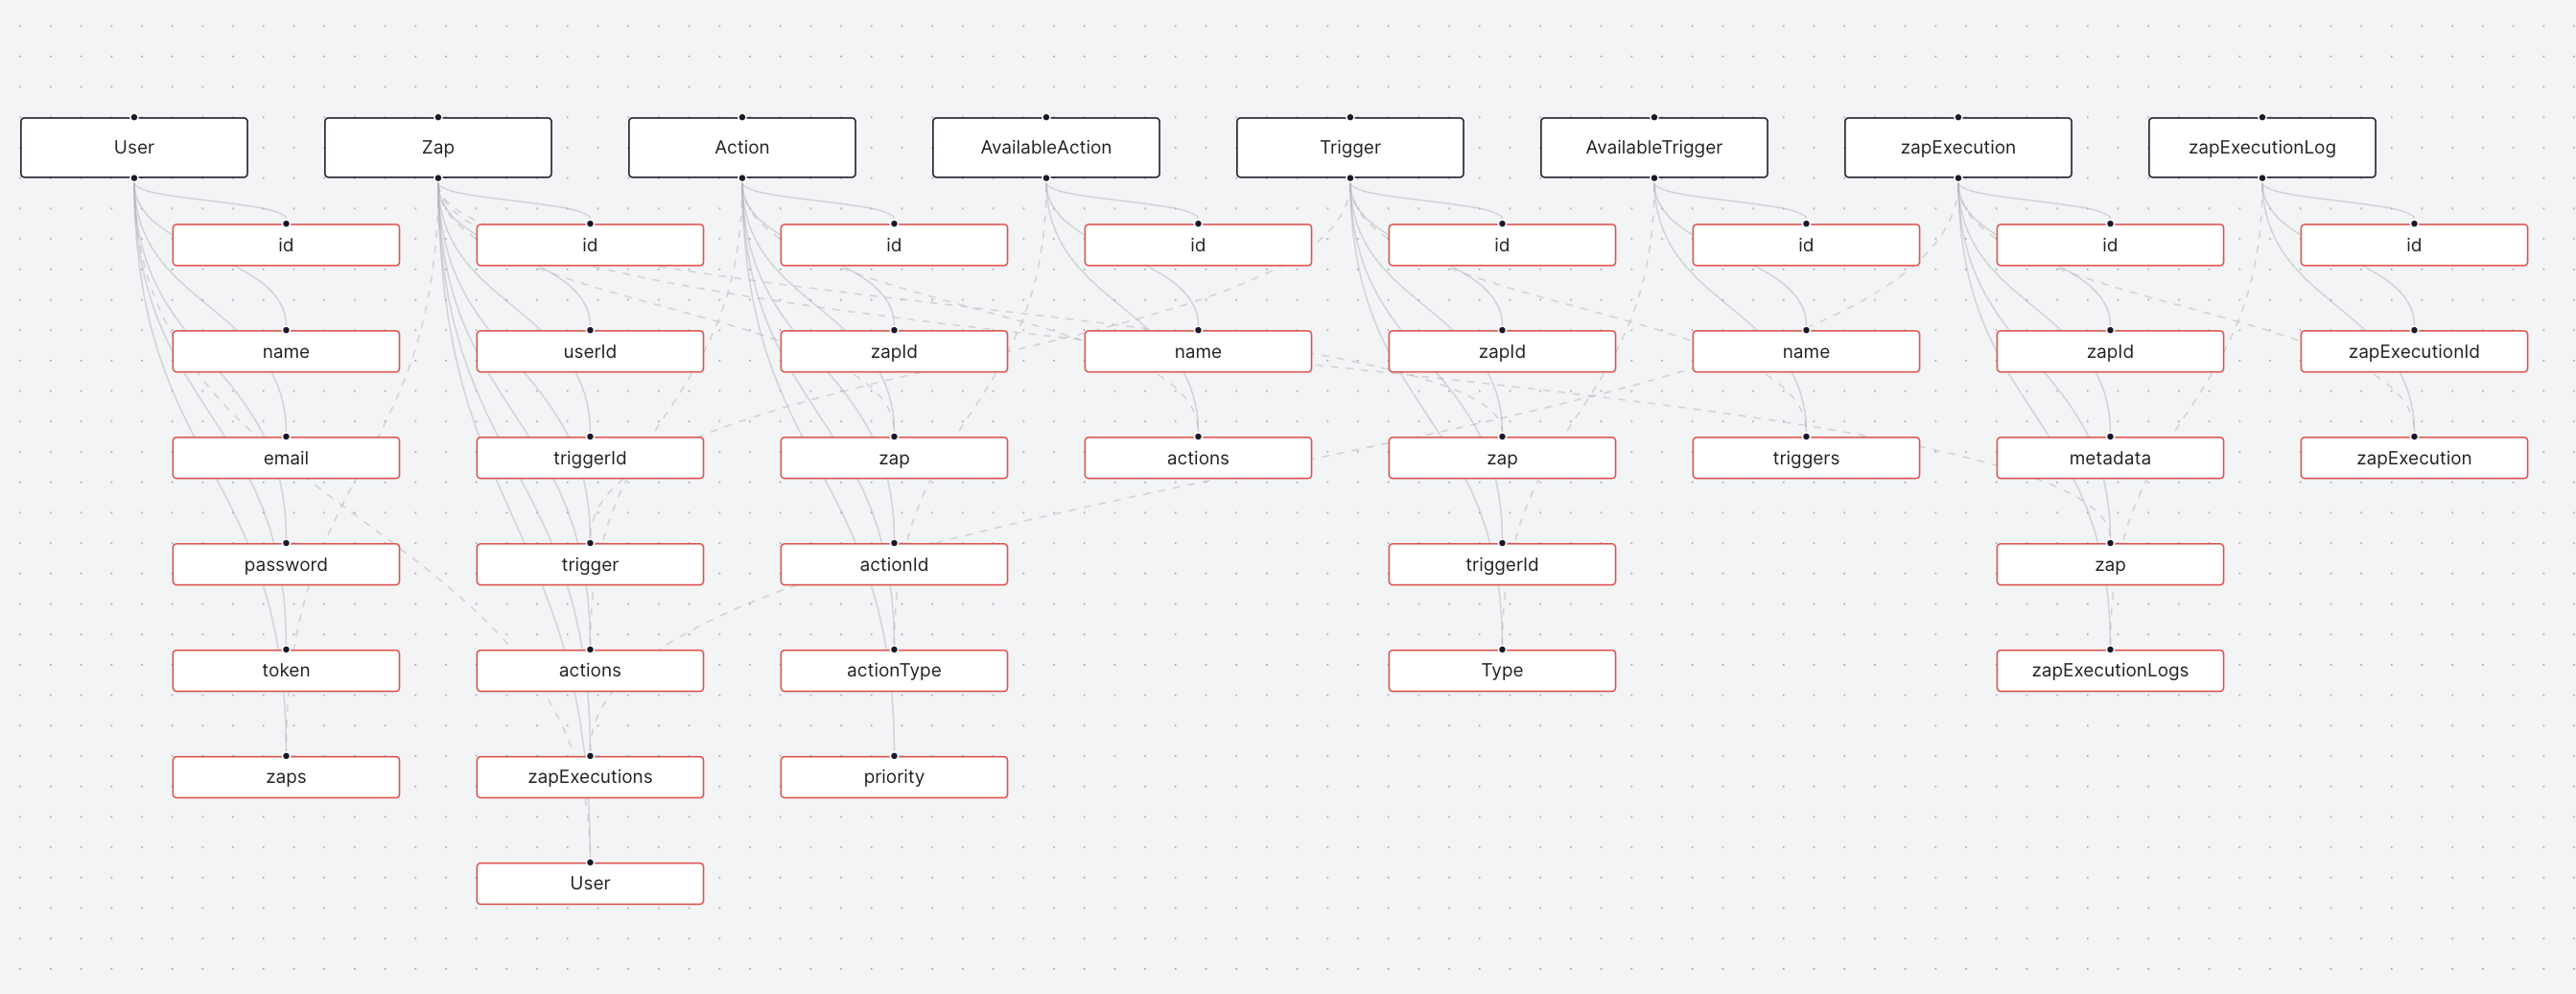 User
Zap
Action
AvailableAction
Trigger
AvailableTrigger
zapExecution
zapExecutionLog
id
id
id
id
id
id
id
id
name
userId
zapId
name
zapId
name
zapId
zapExecutionId
email
triggerId
zap
actions
zap
triggers
metadata
zapExecution
password
trigger
actionId
triggerId
zap
token
actions
actionType
Type
zapExecutionLogs
zaps
zapExecutions
priority
User